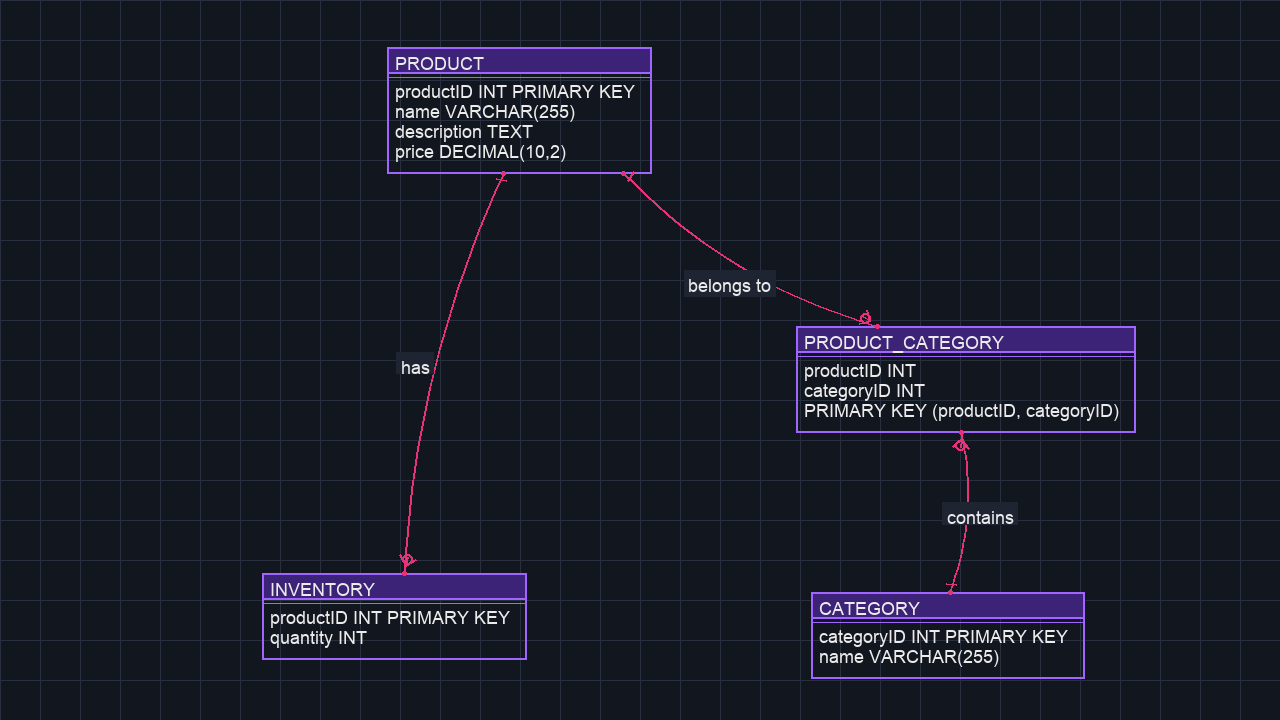 PRODUCT
productID INT PRIMARY KEY
name VARCHAR(255)
description TEXT
price DECIMAL(10,2)
belongs to
PRODUCT_CATEGORY
productID INT
categoryID INT
PRIMARY KEY (productID, categoryID)
has
contains
INVENTORY
productID INT PRIMARY KEY
quantity INT
CATEGORY
categoryID INT PRIMARY KEY
name VARCHAR(255)